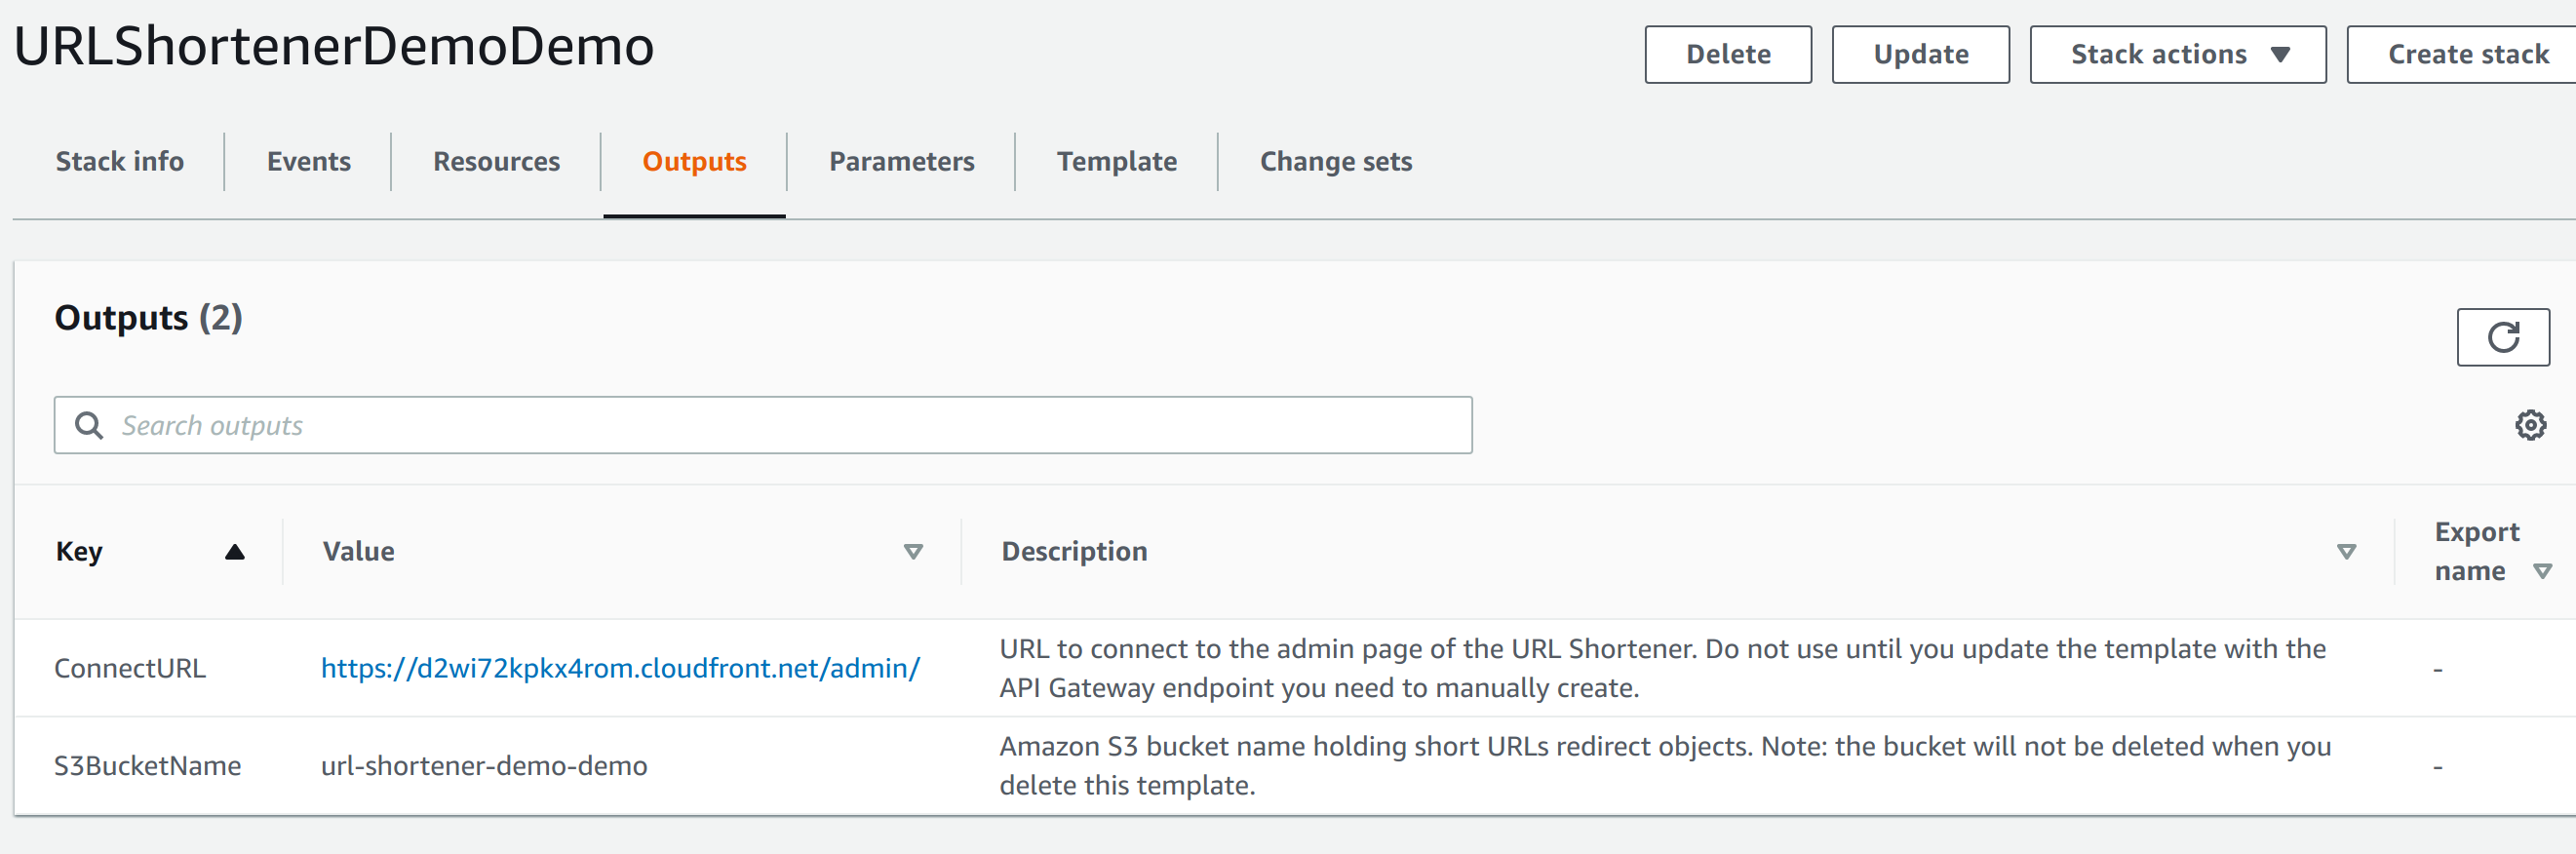 URLShortenerDemoDemo
Delete
Update
Stack actions
Create stack
Stack info
Events
Resources
Outputs
Parameters
Template
Change sets
Outputs (2)
Search outputs
Key
Value
Description
Export
name
ConnectURL
https://d2wi72kpkx4rom.cloudfront.net/admin/
URL to connect to the admin page of the URL Shortener. Do not use until you update the template with the
API Gateway endpoint you need to manually create.
-
S3BucketName
url-shortener-demo-demo
Amazon S3 bucket name holding short URLs redirect objects. Note: the bucket will not be deleted when you
delete this template.
-